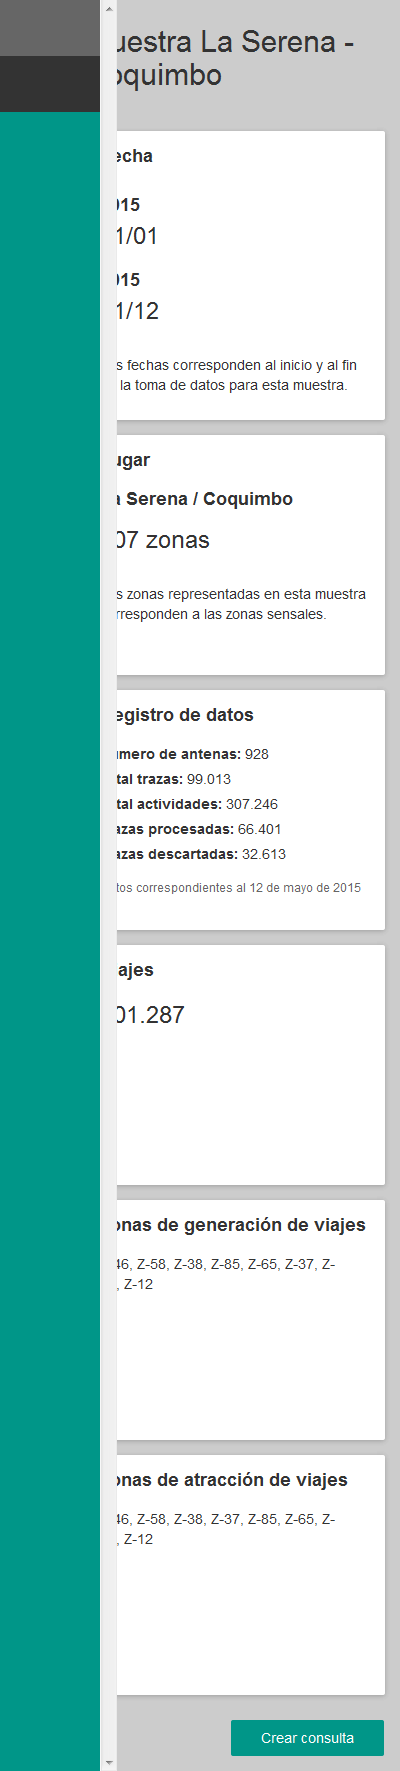 uestra La Serena -
oquimbo
echa
015
1/01
015
1/12
s fechas corresponden al inicio y al fin
la toma de datos para esta muestra.
ugar
a Serena / Coquimbo
07 zonas
s zonas representadas en esta muestra
rresponden a las zonas sensales.
egistro de datos
úmero de antenas: 928
tal trazas: 99.013
tal actividades: 307.246
azas procesadas: 66.401
azas descartadas: 32.613
tos correspondientes al 12 de mayo de 2015
ajes
01.287
onas de generación de viajes
46, Z-58, Z-38, Z-85, Z-65, Z-37, Z-
, Z-12
onas de atracción de viajes
46, Z-58, Z-38, Z-37, Z-85, Z-65, Z-
, Z-12
Crear consulta